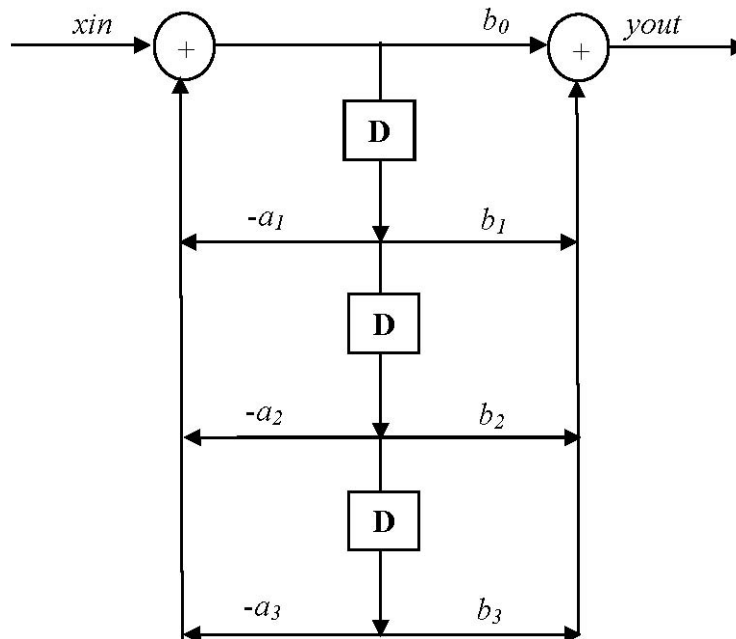 xin + b₀ + yout
D
-a₁ b₁
D
-a₂ b₂
D
-a₃ b₃